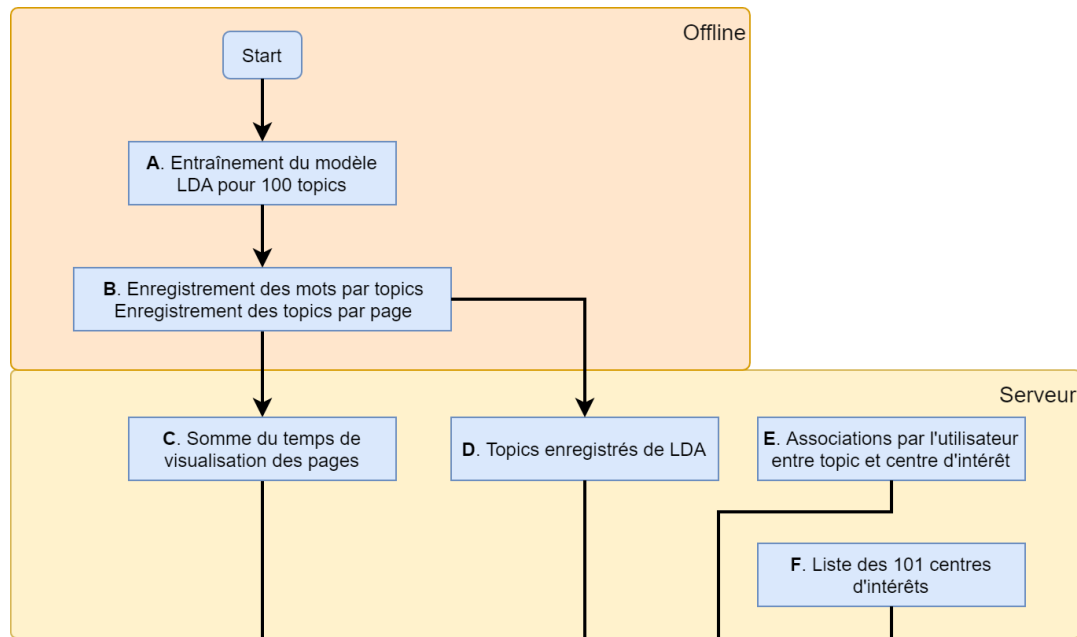 Offline
Start
A. Entraînement du modèle
LDA pour 100 topics
B. Enregistrement des mots par topics
Enregistrement des topics par page
Serveur
C. Somme du temps de
visualisation des pages
D. Topics enregistrés de LDA
E. Associations par l'utilisateur
entre topic et centre d'intérêt
F. Liste des 101 centres
d'intérêts